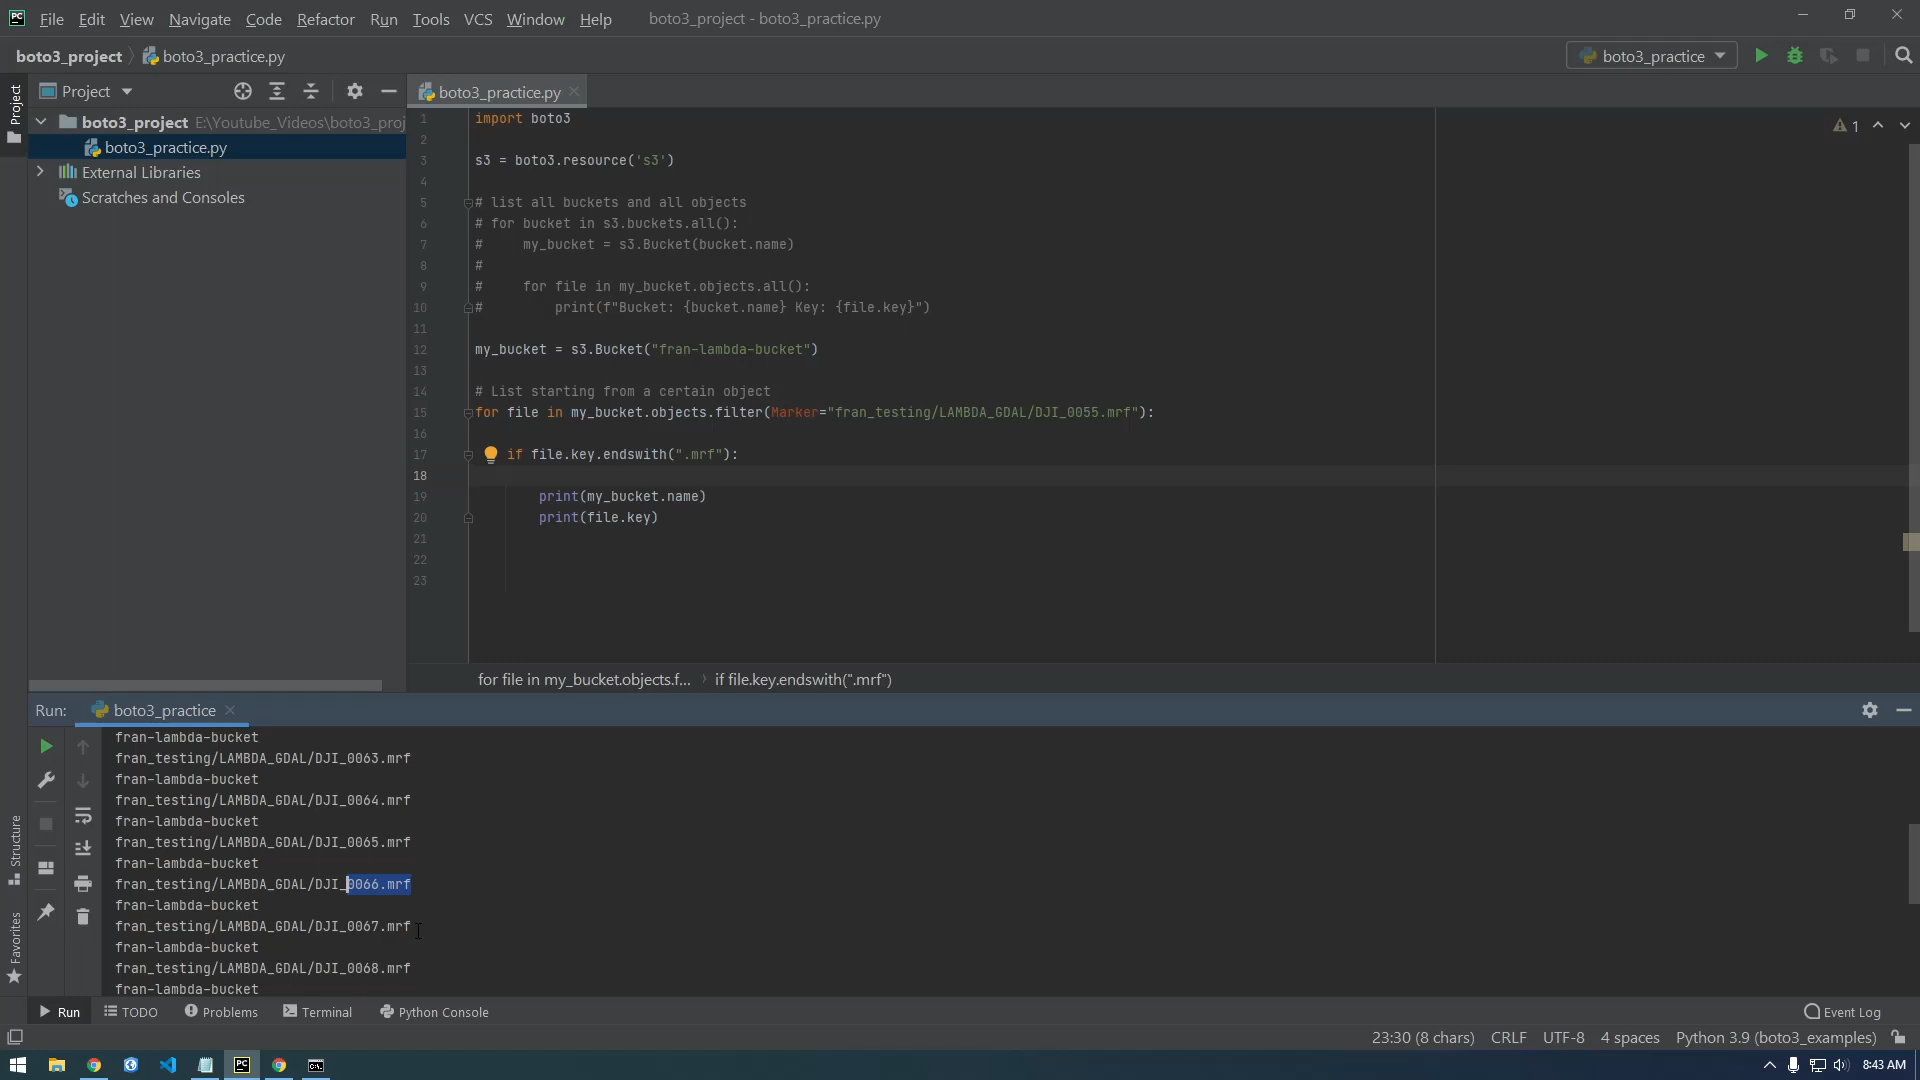 PC File Edit View Navigate Code Refactor Run Tools VCS Window Help boto3_project - boto3_practice.py
boto3_project boto3_practice.py boto3_practice
Project
Project
boto3_practice.py
boto3_project E:\Youtube_Videos\boto3_proj
boto3_practice.py
External Libraries
Scratches and Consoles
1 import boto3
2
3 s3 = boto3.resource('s3')
4
5 # list all buckets and all objects
6 # for bucket in s3.buckets.all():
7 #     my_bucket = s3.Bucket(bucket.name)
8 #
9 #     for file in my_bucket.objects.all():
10 #         print(f"Bucket: {bucket.name} Key: {file.key}")
11
12 my_bucket = s3.Bucket("fran-lambda-bucket")
13
14 # List starting from a certain object
15 for file in my_bucket.objects.filter(Marker="fran_testing/LAMBDA_GDAL/DJI_0055.mrf"):
16
17     if file.key.endswith(".mrf"):
18
19         print(my_bucket.name)
20         print(file.key)
21
22
23
1
for file in my_bucket.objects.f... if file.key.endswith(".mrf")
Run: boto3_practice
fran-lambda-bucket
fran_testing/LAMBDA_GDAL/DJI_0063.mrf
fran-lambda-bucket
fran_testing/LAMBDA_GDAL/DJI_0064.mrf
fran-lambda-bucket
fran_testing/LAMBDA_GDAL/DJI_0065.mrf
fran-lambda-bucket
fran_testing/LAMBDA_GDAL/DJI_0066.mrf
fran-lambda-bucket
fran_testing/LAMBDA_GDAL/DJI_0067.mrf
fran-lambda-bucket
fran_testing/LAMBDA_GDAL/DJI_0068.mrf
fran-lambda-bucket
Structure
Favorites
Run TODO Problems Terminal Python Console Event Log
23:30 (8 chars) CRLF UTF-8 4 spaces Python 3.9 (boto3_examples)
PC 8:43 AM